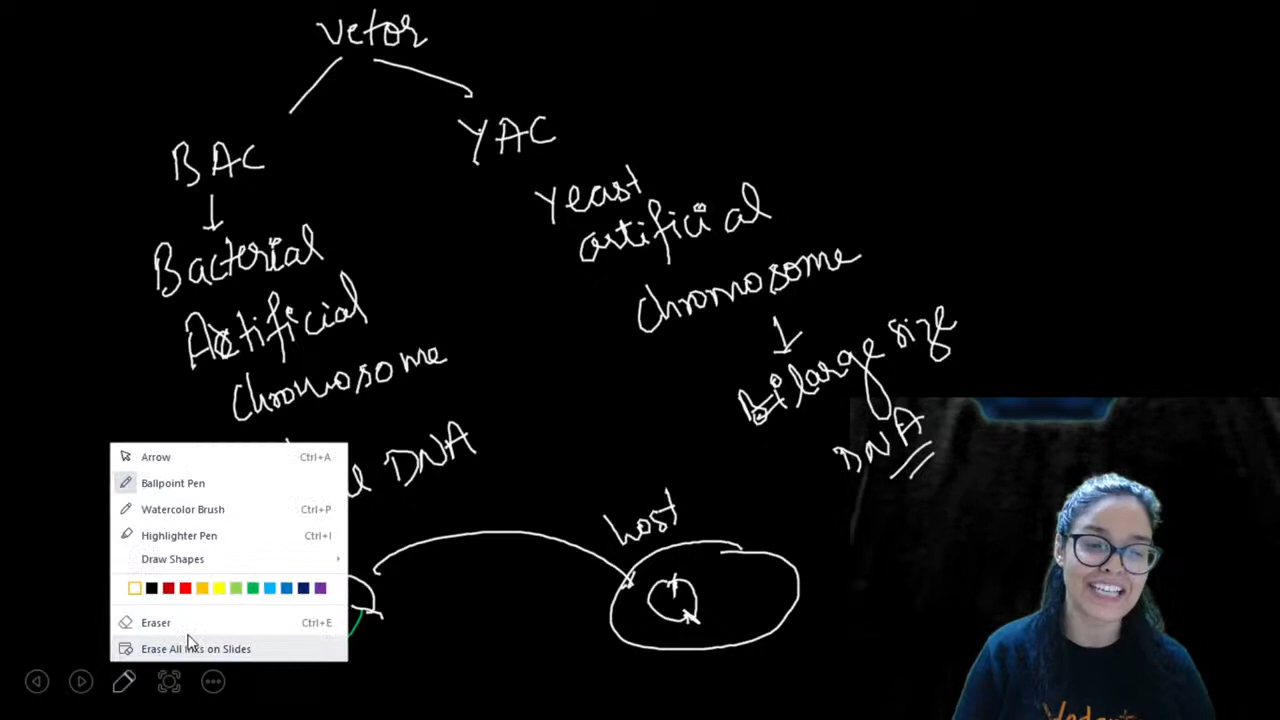 Vetor
BAC
YAC
Bacterial
Artificial
chromosome
Yeast
artificial
chromosome
large size
DNA
DNA
host
Arrow Ctrl+A
Ballpoint Pen
Watercolor Brush Ctrl+P
Highlighter Pen Ctrl+I
Draw Shapes
Eraser Ctrl+E
Erase All Inks on Slides